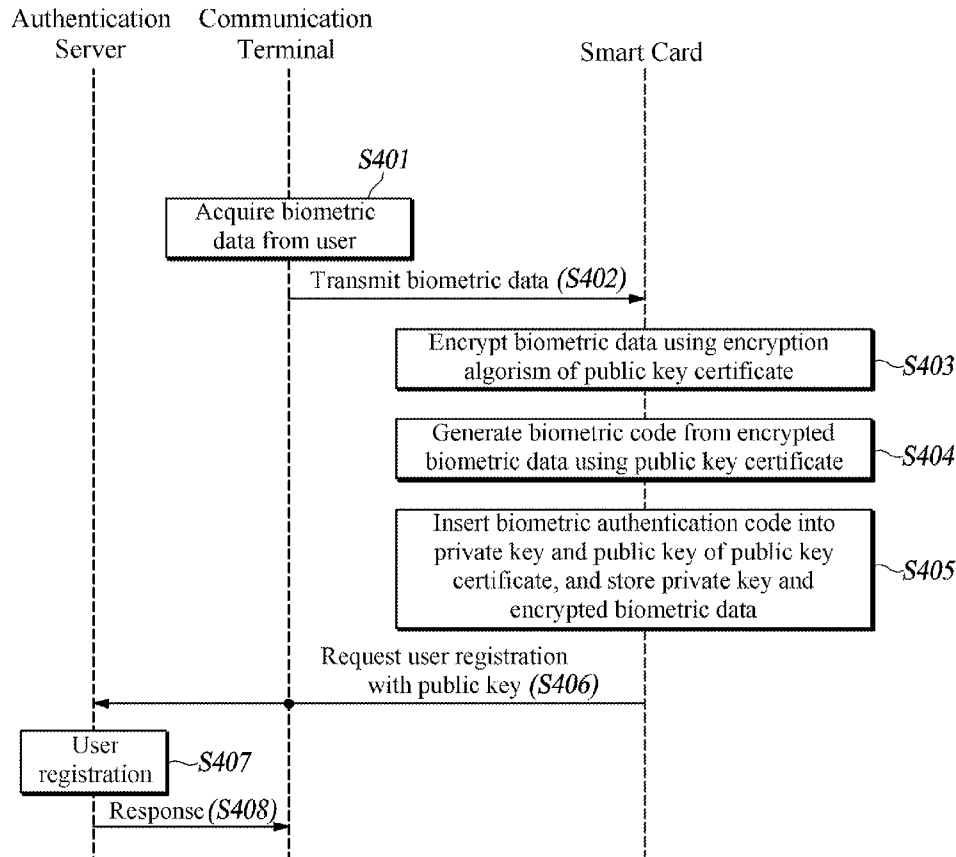 Authentication
Server
Communication
Terminal
Smart Card
S401
Acquire biometric
data from user
Transmit biometric data (S402)
Encrypt biometric data using encryption
algorism of public key certificate
S403
Generate biometric code from encrypted
biometric data using public key certificate
S404
Insert biometric authentication code into
private key and public key of public key
certificate, and store private key and
encrypted biometric data
S405
Request user registration
with public key (S406)
User
registration
S407
Response (S408)